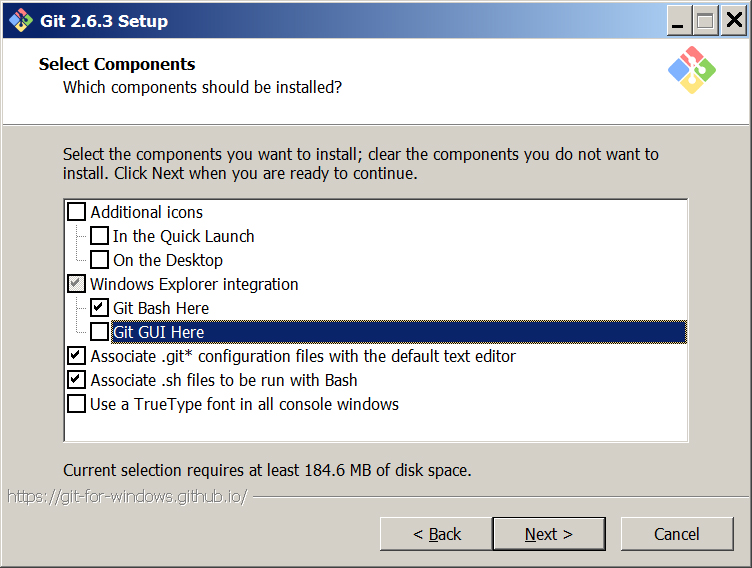 Git 2.6.3 Setup
Select Components
Which components should be installed?
Select the components you want to install; clear the components you do not want to
install. Click Next when you are ready to continue.
Additional icons
In the Quick Launch
On the Desktop
Windows Explorer integration
Git Bash Here
Git GUI Here
Associate .git* configuration files with the default text editor
Associate .sh files to be run with Bash
Use a TrueType font in all console windows
Current selection requires at least 184.6 MB of disk space.
https://git-for-windows.github.io/
< Back Next > Cancel